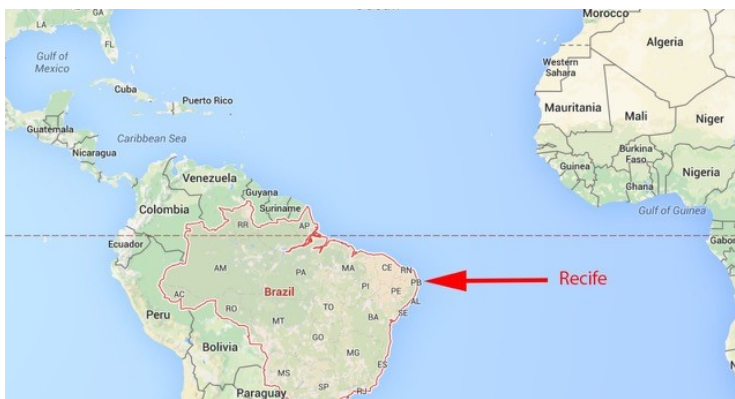 GA
LA
FL
Gulf of
Mexico
Cuba
Puerto Rico
Guatemala
Caribbean Sea
Nicaragua
Venezuela
Guyana
Suriname
Colombia
Ecuador
Peru
Bolivia
Paraguay
Brazil
RR
AP
AM
PA
MA
CE
RN
PB
PI
PE
AL
SE
AC
RO
TO
BA
MT
GO
MG
ES
MS
SP
RJ
Recife
Morocco
Algeria
Western
Sahara
Mauritania
Mali
Niger
Burkina
Faso
Guinea
Ghana
Nigeria
Gulf of Guinea
Gabon